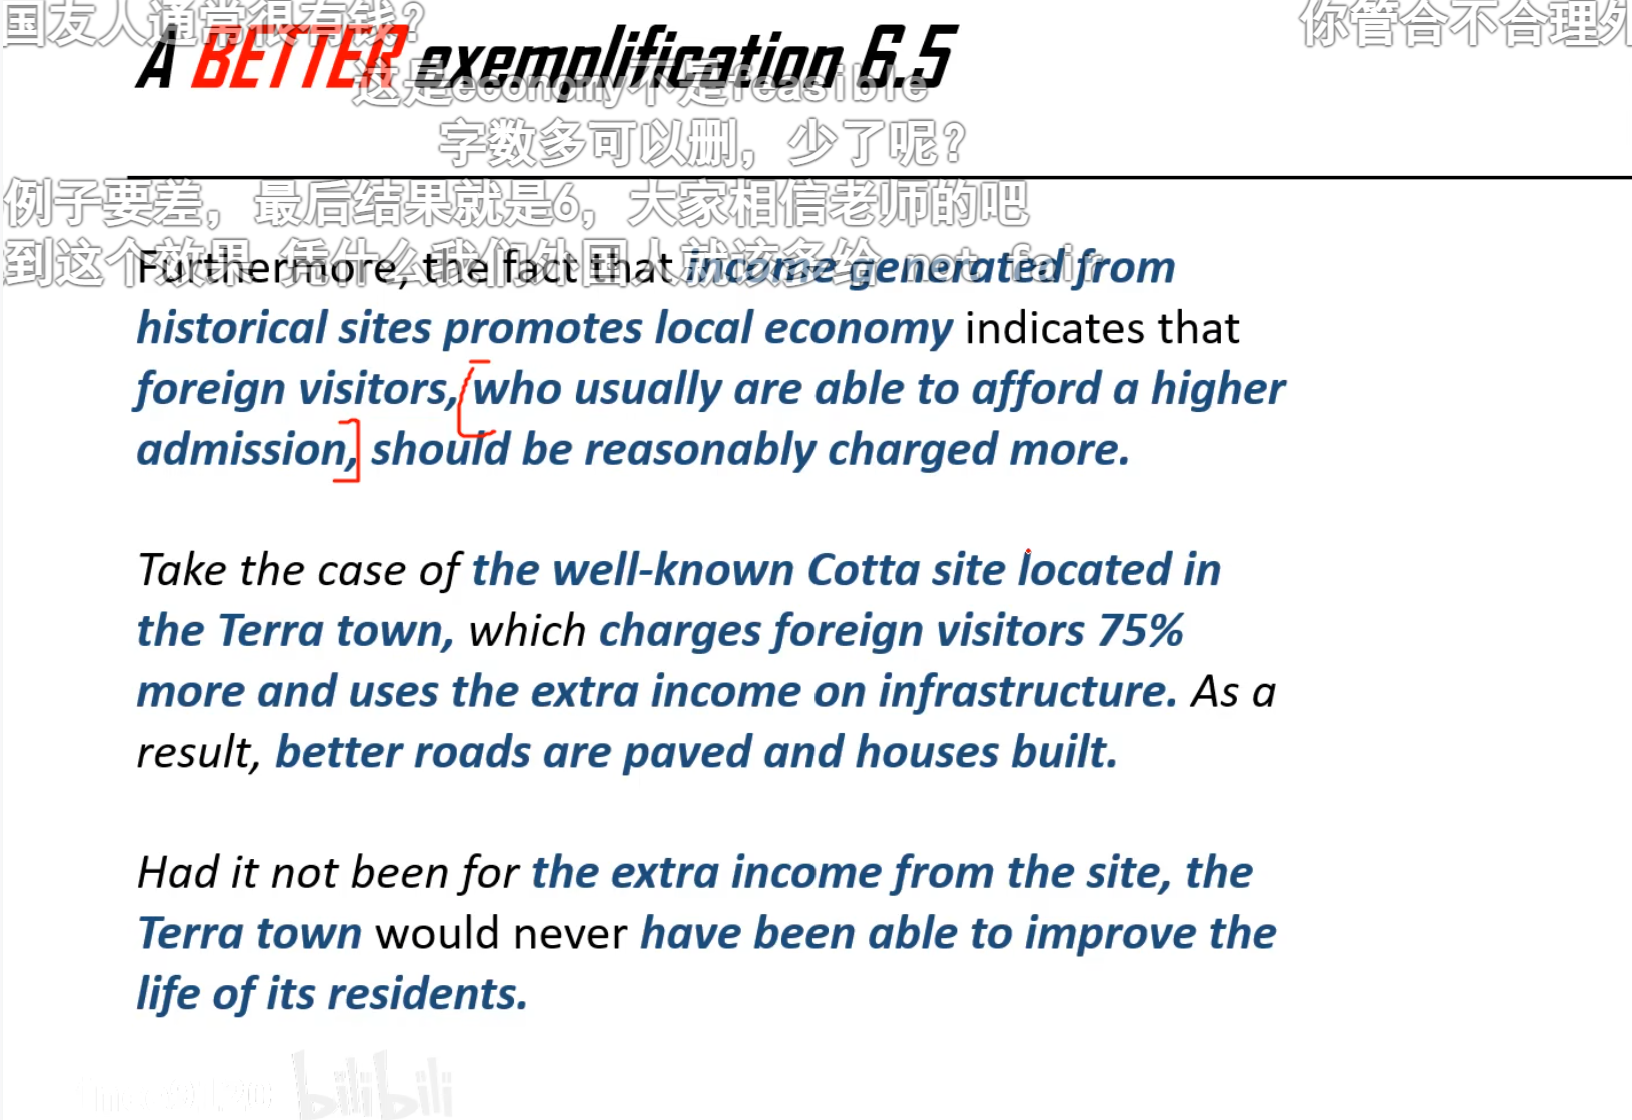 国友人通常很有钱?
你管合不合理外
A BETTER exemplification 6.5
这是economy不是feasible
字数多可以删，少了呢？
例子要差，最后结果就是6，大家相信老师的吧
到这个效果 凭什么我们外国人就该多给 not fair
Furthermore, the fact that income generated from
historical sites promotes local economy indicates that
foreign visitors, who usually are able to afford a higher
admission, should be reasonably charged more.
Take the case of the well-known Cotta site located in
the Terra town, which charges foreign visitors 75%
more and uses the extra income on infrastructure. As a
result, better roads are paved and houses built.
Had it not been for the extra income from the site, the
Terra town would never have been able to improve the
life of its residents.
bilibili